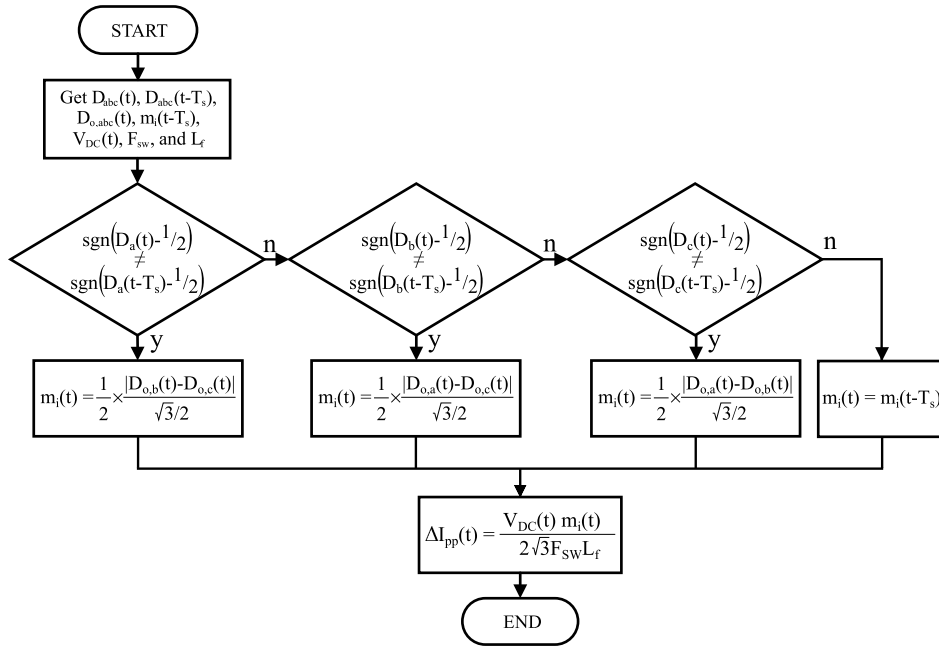 START
Get D_abc(t), D_abc(t-T_s),
D_o,abc(t), m_i(t-T_s),
V_DC(t), F_sw, and L_f
sgn(D_a(t)-1/2)
≠
sgn(D_a(t-T_s)-1/2)
n
y
sgn(D_b(t)-1/2)
≠
sgn(D_b(t-T_s)-1/2)
n
y
sgn(D_c(t)-1/2)
≠
sgn(D_c(t-T_s)-1/2)
n
y
m_i(t) = 1/2 × |D_o,b(t)-D_o,c(t)| / √3/2
m_i(t) = 1/2 × |D_o,a(t)-D_o,c(t)| / √3/2
m_i(t) = 1/2 × |D_o,a(t)-D_o,b(t)| / √3/2
m_i(t) = m_i(t-T_s)
ΔI_pp(t) = V_DC(t) m_i(t) / 2√3F_SWL_f
END